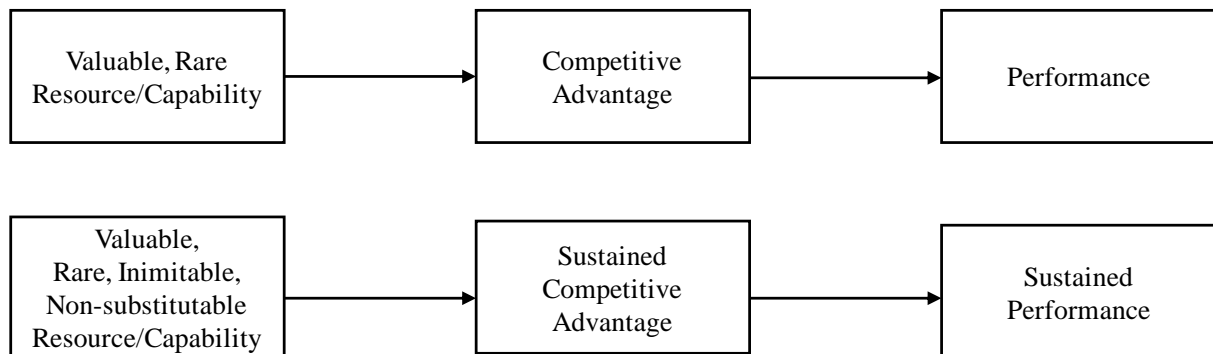 Valuable, Rare
Resource/Capability
Competitive
Advantage
Performance
Valuable,
Rare, Inimitable,
Non-substitutable
Resource/Capability
Sustained
Competitive
Advantage
Sustained
Performance